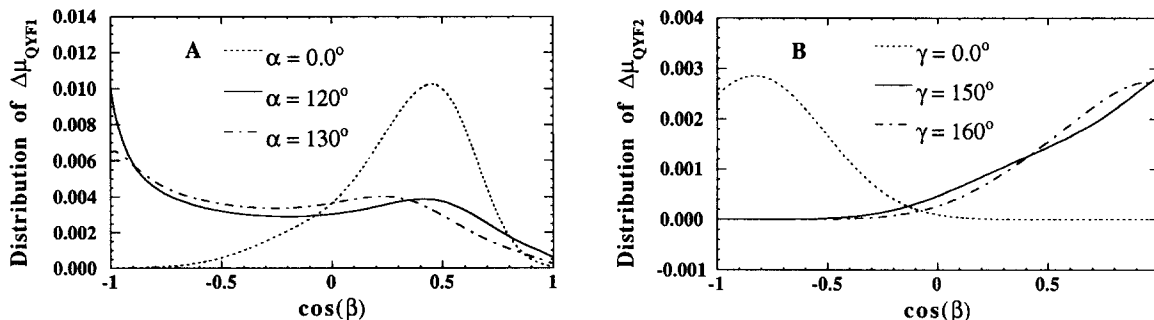 Distribution of Δμ_QYF1
0.014
0.012
0.010
0.008
0.006
0.004
0.002
0.000
A
α = 0.0°
α = 120°
α = 130°
-1
-0.5
0
0.5
1
cos(β)
Distribution of Δμ_QYF2
0.004
0.003
0.002
0.001
0.000
-0.001
B
γ = 0.0°
γ = 150°
γ = 160°
-1
-0.5
0
0.5
cos(β)